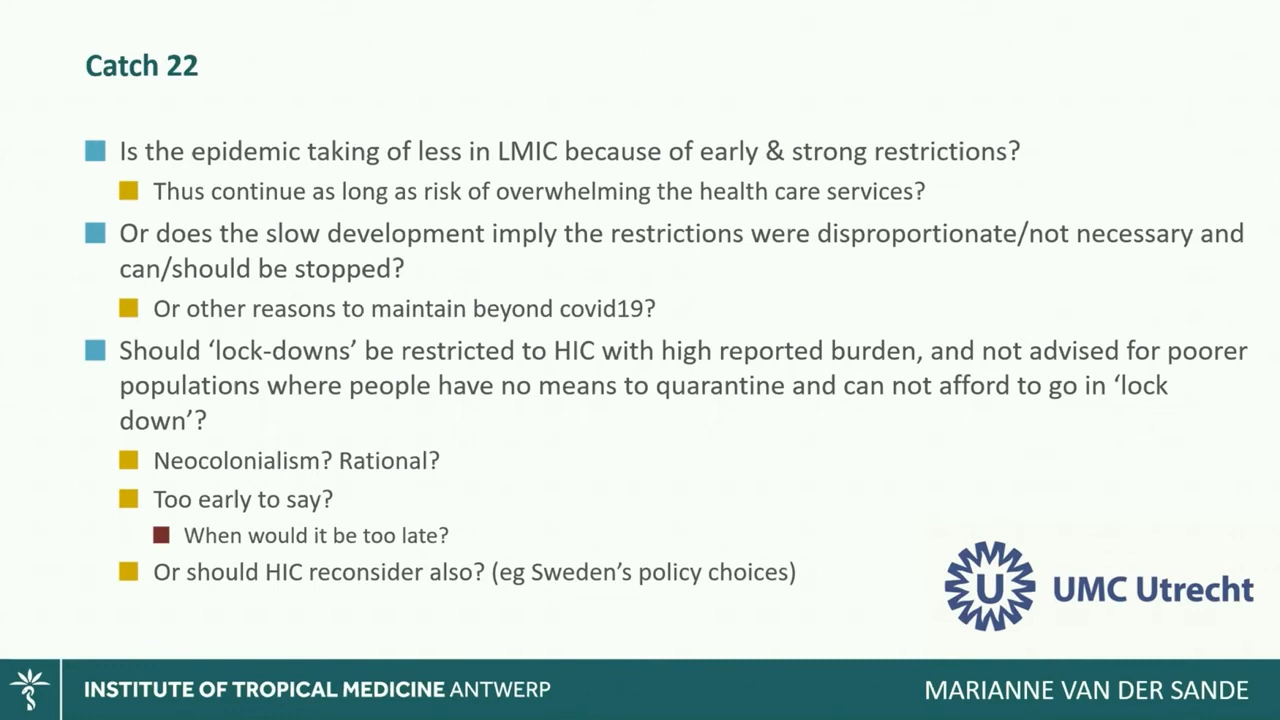 Catch 22
Is the epidemic taking of less in LMIC because of early & strong restrictions?
Thus continue as long as risk of overwhelming the health care services?
Or does the slow development imply the restrictions were disproportionate/not necessary and
can/should be stopped?
Or other reasons to maintain beyond covid19?
Should ‘lock-downs’ be restricted to HIC with high reported burden, and not advised for poorer
populations where people have no means to quarantine and can not afford to go in ‘lock
down’?
Neocolonialism? Rational?
Too early to say?
When would it be too late?
Or should HIC reconsider also? (eg Sweden’s policy choices)
U UMC Utrecht
INSTITUTE OF TROPICAL MEDICINE ANTWERP
MARIANNE VAN DER SANDE